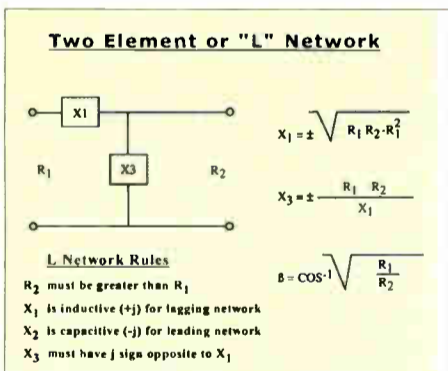 Two Element or "L" Network
X1
X3
R₁
R₂
X₁ = ± √ R₁ R₂-R₁²
X₃ = ± R₁ R₂ / X₁
β = COS⁻¹ √ R₁ / R₂
L Network Rules
R₂ must be greater than R₁
X₁ is inductive (+j) for lagging network
X₂ is capacitive (-j) for leading network
X₃ must have j sign opposite to X₁